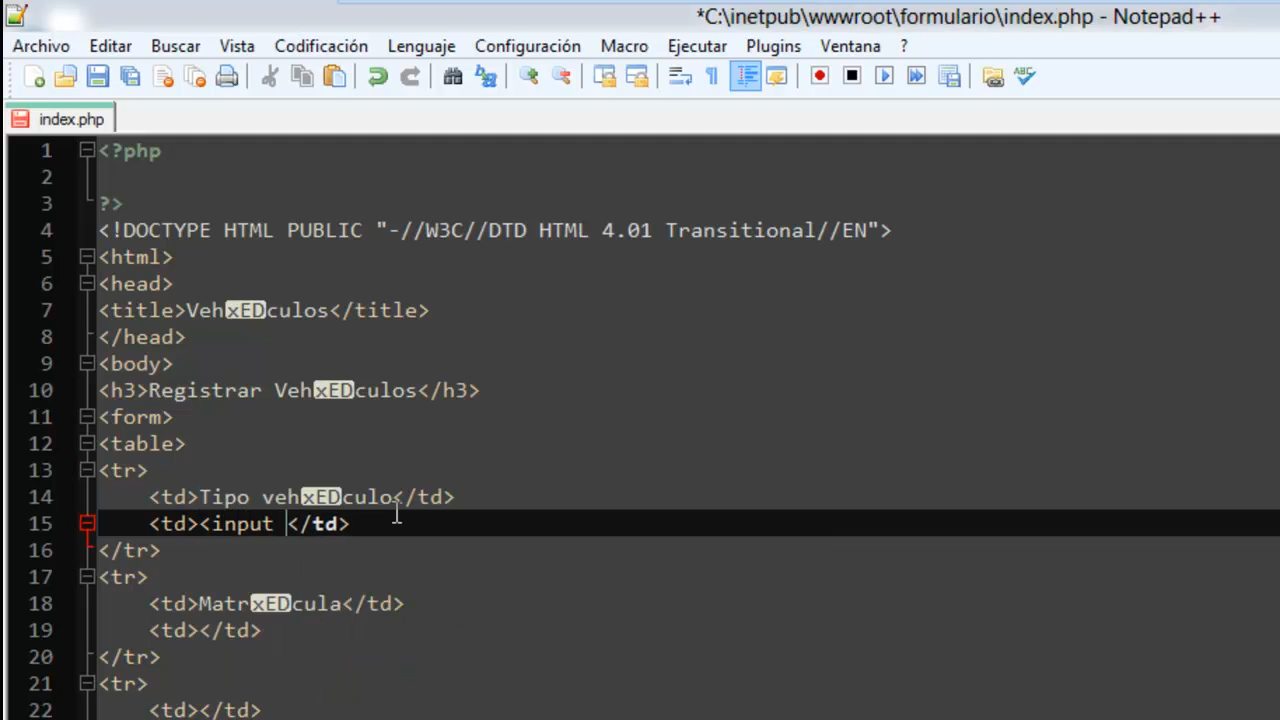 *C:\inetpub\wwwroot\formulario\index.php - Notepad++
Archivo Editar Buscar Vista Codificación Lenguaje Configuración Macro Ejecutar Plugins Ventana ?
ABC
index.php
1 <?php
2
3 ?>
4 <!DOCTYPE HTML PUBLIC "-//W3C//DTD HTML 4.01 Transitional//EN">
5 <html>
6 <head>
7 <title>VehxEDculos</title>
8 </head>
9 <body>
10 <h3>Registrar VehxEDculos</h3>
11 <form>
12 <table>
13 <tr>
14 <td>Tipo vehxEDculo</td>
15 <td><input </td>
16 </tr>
17 <tr>
18 <td>MatrxEDcula</td>
19 <td></td>
20 </tr>
21 <tr>
22 <td></td>